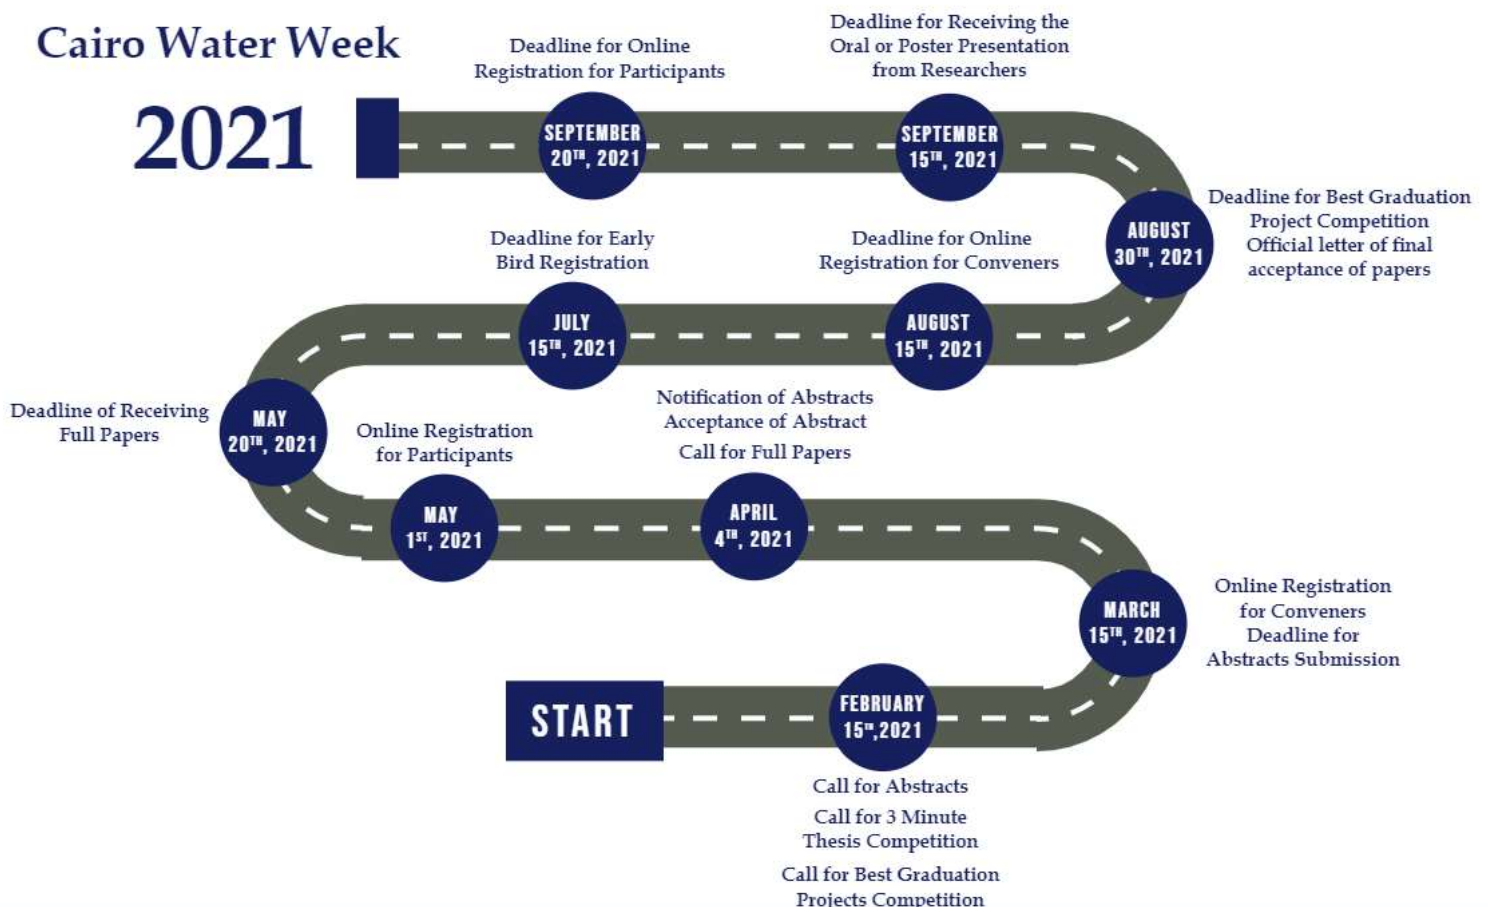 Cairo Water Week
2021
Deadline for Online
Registration for Participants
SEPTEMBER
20TH, 2021
Deadline for Receiving the
Oral or Poster Presentation
from Researchers
SEPTEMBER
15TH, 2021
Deadline for Best Graduation
Project Competition
Official letter of final
acceptance of papers
AUGUST
30TH, 2021
Deadline for Early
Bird Registration
JULY
15TH, 2021
Deadline for Online
Registration for Conveners
AUGUST
15TH, 2021
Deadline of Receiving
Full Papers
MAY
20TH, 2021
Online Registration
for Participants
MAY
1ST, 2021
Notification of Abstracts
Acceptance of Abstract
Call for Full Papers
APRIL
4TH, 2021
MARCH
15TH, 2021
Online Registration
for Conveners
Deadline for
Abstracts Submission
START
FEBRUARY
15TH,2021
Call for Abstracts
Call for 3 Minute
Thesis Competition
Call for Best Graduation
Projects Competition